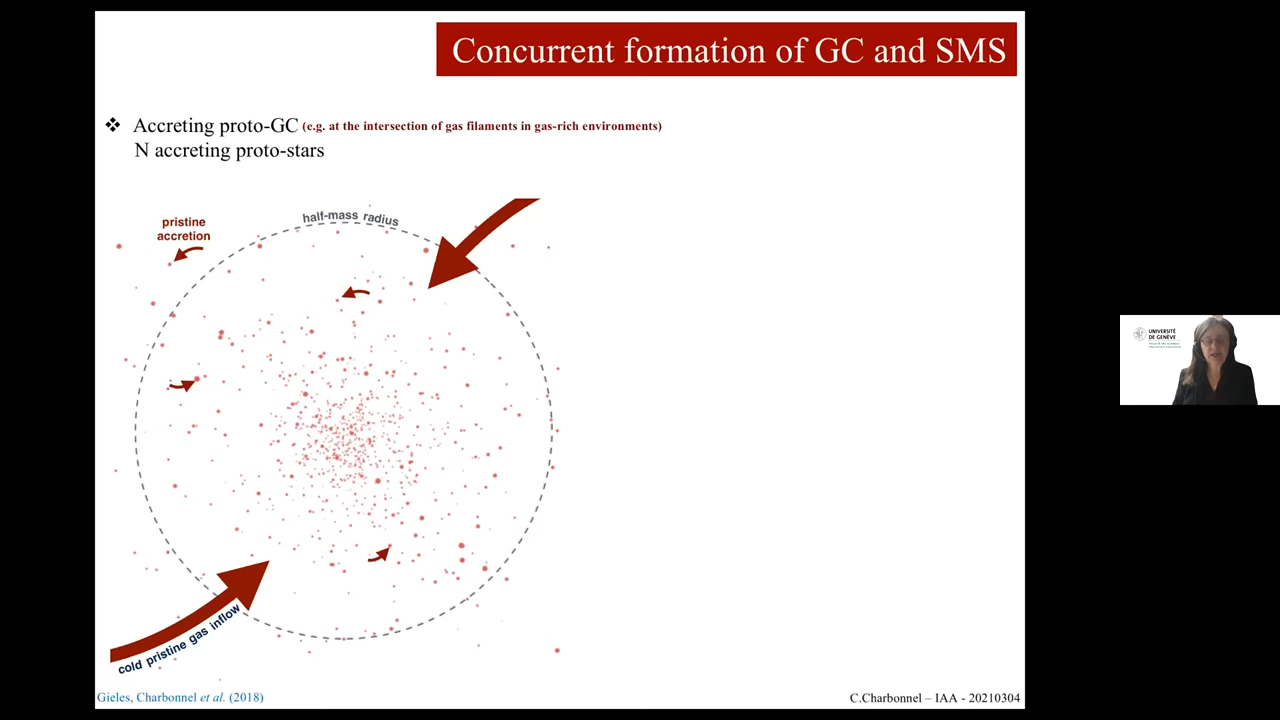 Concurrent formation of GC and SMS
❖ Accreting proto-GC (e.g. at the intersection of gas filaments in gas-rich environments)
N accreting proto-stars
half-mass radius
pristine
accretion
cold pristine gas inflow
Gieles, Charbonnel et al. (2018)
C.Charbonnel – IAA - 20210304
UNIVERSITÉ
DE GENÈVE